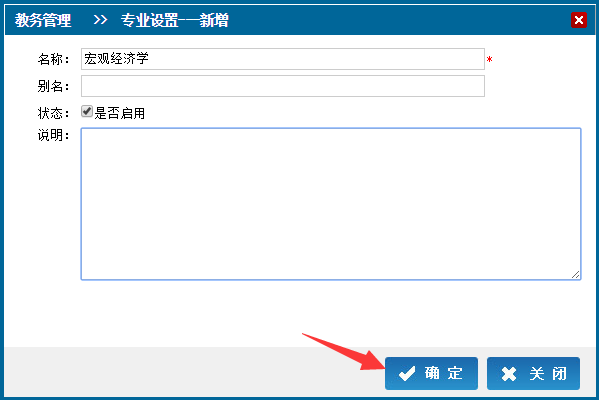 教务管理 >> 专业设置---新增
名称： 宏观经济学 *
别名：
状态： 是否启用
说明：
确 定 关 闭